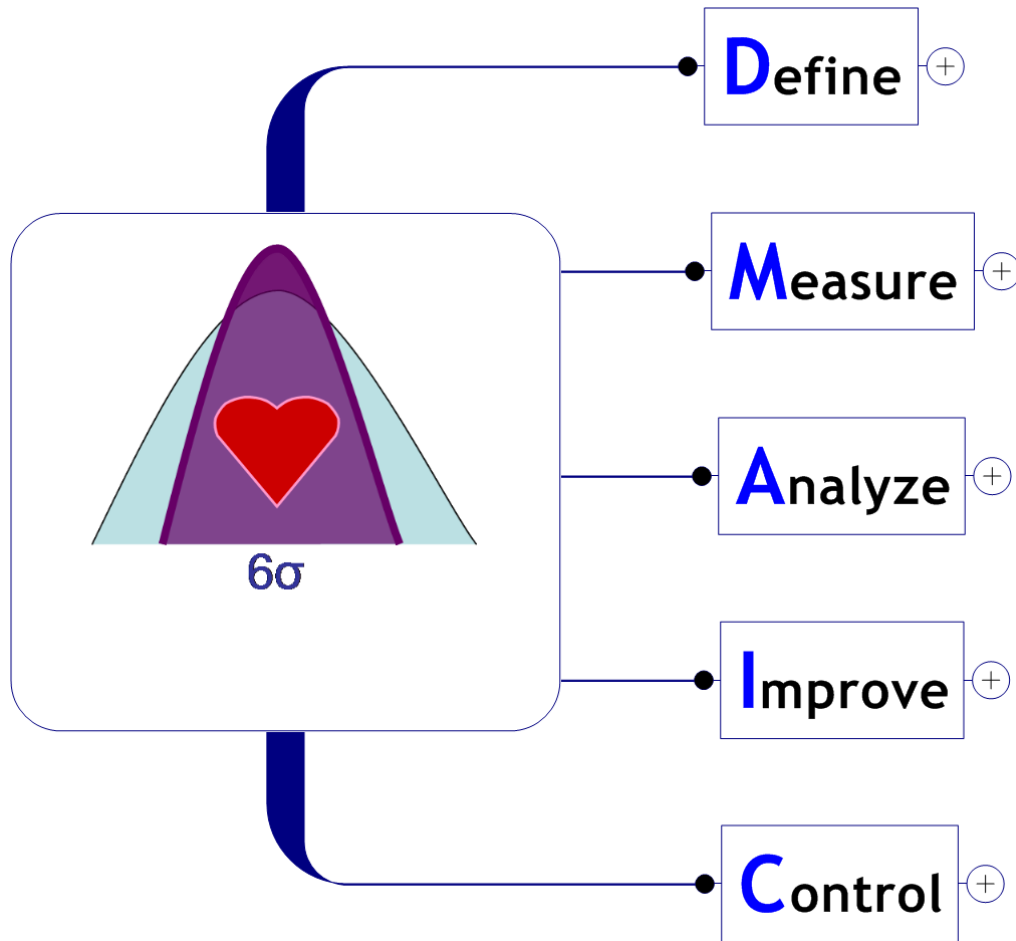 Define
Measure
Analyze
6σ
Improve
Control